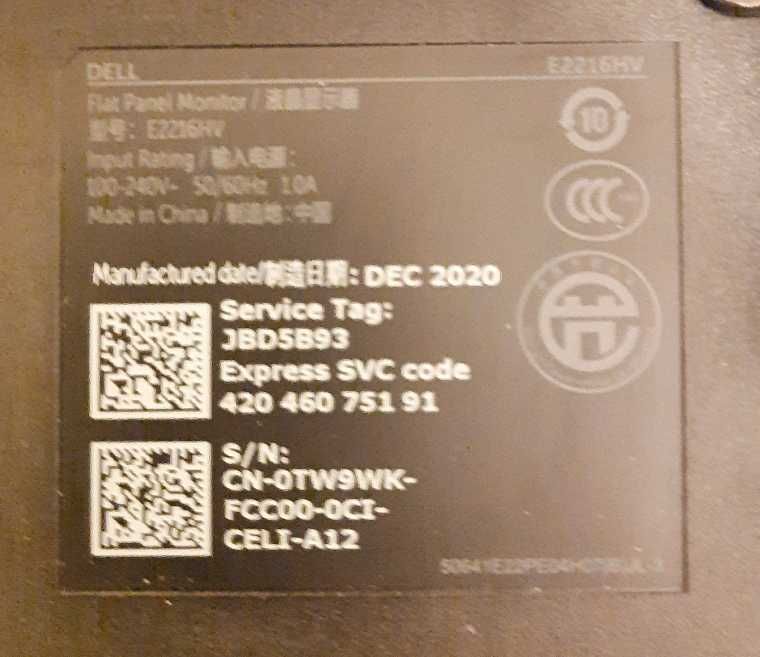 DELL E2216HV
Flat Panel Monitor / 液晶显示器
型号: E2216HV
Input Rating / 输入电源:
100-240V~ 50/60Hz 1.0A
Made in China / 制造地:中国
10
CCC
Manufactured date/制造日期: DEC 2020
Service Tag:
JBD5B93
Express SVC code
420 460 751 91
S/N:
CN-0TW9WK-
FCC00-0CI-
CELI-A12